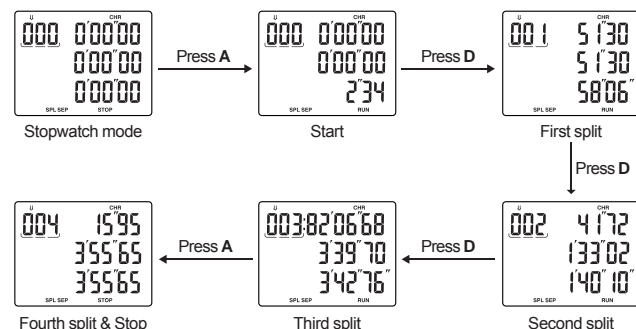 CHR
000 0'00"00
0'00"00
0'00"00
SPL SEP STOP
Stopwatch mode
Press A
CHR
000 0'00"00
0'00"00
2"34
SPL SEP RUN
Start
Press D
CHR
001 51"30
51"30
58"06"
SPL SEP RUN
First split
Press D
CHR
004 15"95
3'55"65
3'55"65
SPL SEP STOP
Fourth split & Stop
Press A
CHR
003:82'06"68
3'39"70
3'42"76"
SPL SEP RUN
Third split
Press D
CHR
002 41"72
1'33"02
1'40"10"
SPL SEP RUN
Second split